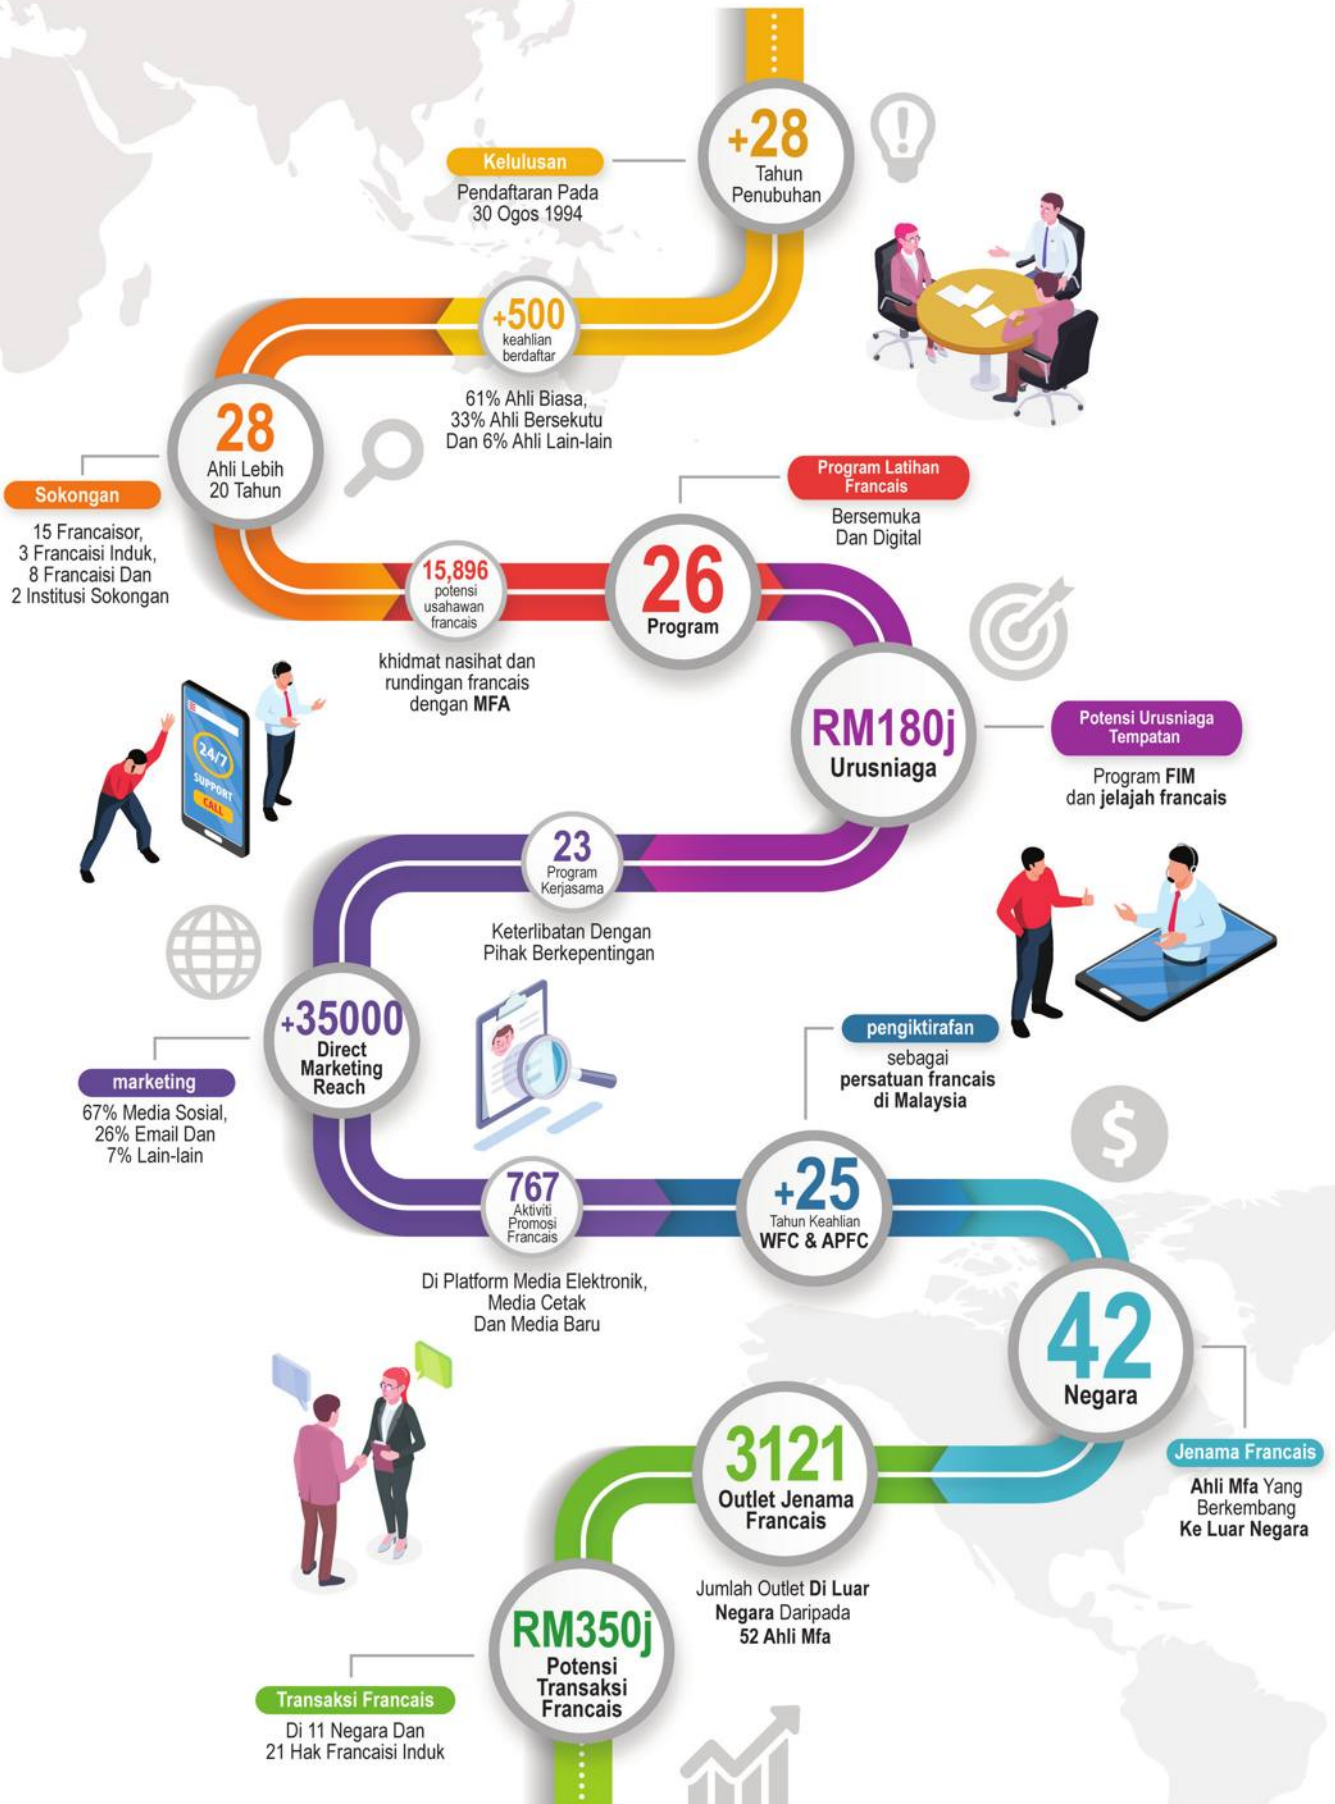 +28
Tahun
Penubuhan
Kelulusan
Pendaftaran Pada
30 Ogos 1994
+500
keahlian
berdaftar
61% Ahli Biasa,
33% Ahli Bersekutu
Dan 6% Ahli Lain-lain
28
Ahli Lebih
20 Tahun
Sokongan
15 Francaisor,
3 Francaisi Induk,
8 Francaisi Dan
2 Institusi Sokongan
15,896
potensi
usahawan
francais
khidmat nasihat dan
rundingan francais
dengan MFA
26
Program
Program Latihan
Francais
Bersemuka
Dan Digital
RM180j
Urusniaga
Potensi Urusniaga
Tempatan
Program FIM
dan jelajah francais
24/7
SUPPORT
CALL
23
Program
Kerjasama
Keterlibatan Dengan
Pihak Berkepentingan
+35000
Direct
Marketing
Reach
marketing
67% Media Sosial,
26% Email Dan
7% Lain-lain
767
Aktiviti
Promosi
Francais
Di Platform Media Elektronik,
Media Cetak
Dan Media Baru
pengiktirafan
sebagai
persatuan francais
di Malaysia
+25
Tahun Keahlian
WFC & APFC
$
42
Negara
Jenama Francais
Ahli Mfa Yang
Berkembang
Ke Luar Negara
3121
Outlet Jenama
Francais
Jumlah Outlet Di Luar
Negara Daripada
52 Ahli Mfa
RM350j
Potensi
Transaksi
Francais
Transaksi Francais
Di 11 Negara Dan
21 Hak Francaisi Induk